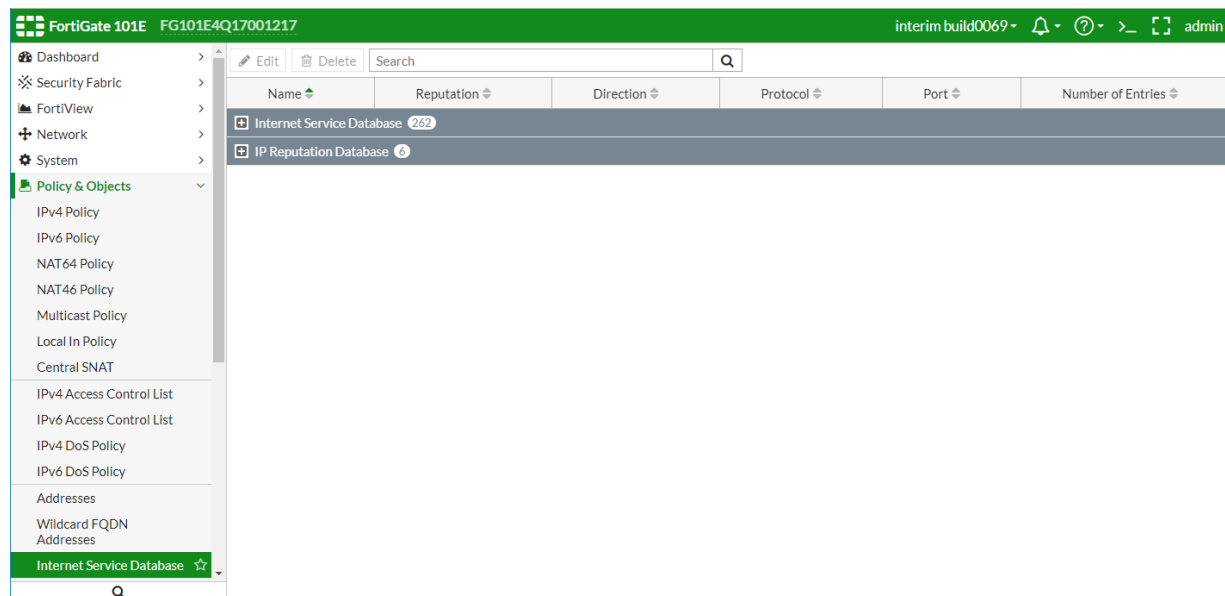 FortiGate 101E FG101E4Q17001217 interim build0069 admin
Dashboard
Security Fabric
FortiView
Network
System
Policy & Objects
IPv4 Policy
IPv6 Policy
NAT64 Policy
NAT46 Policy
Multicast Policy
Local In Policy
Central SNAT
IPv4 Access Control List
IPv6 Access Control List
IPv4 DoS Policy
IPv6 DoS Policy
Addresses
Wildcard FQDN
Addresses
Internet Service Database
Edit Delete Search
Name Reputation Direction Protocol Port Number of Entries
Internet Service Database 262
IP Reputation Database 6